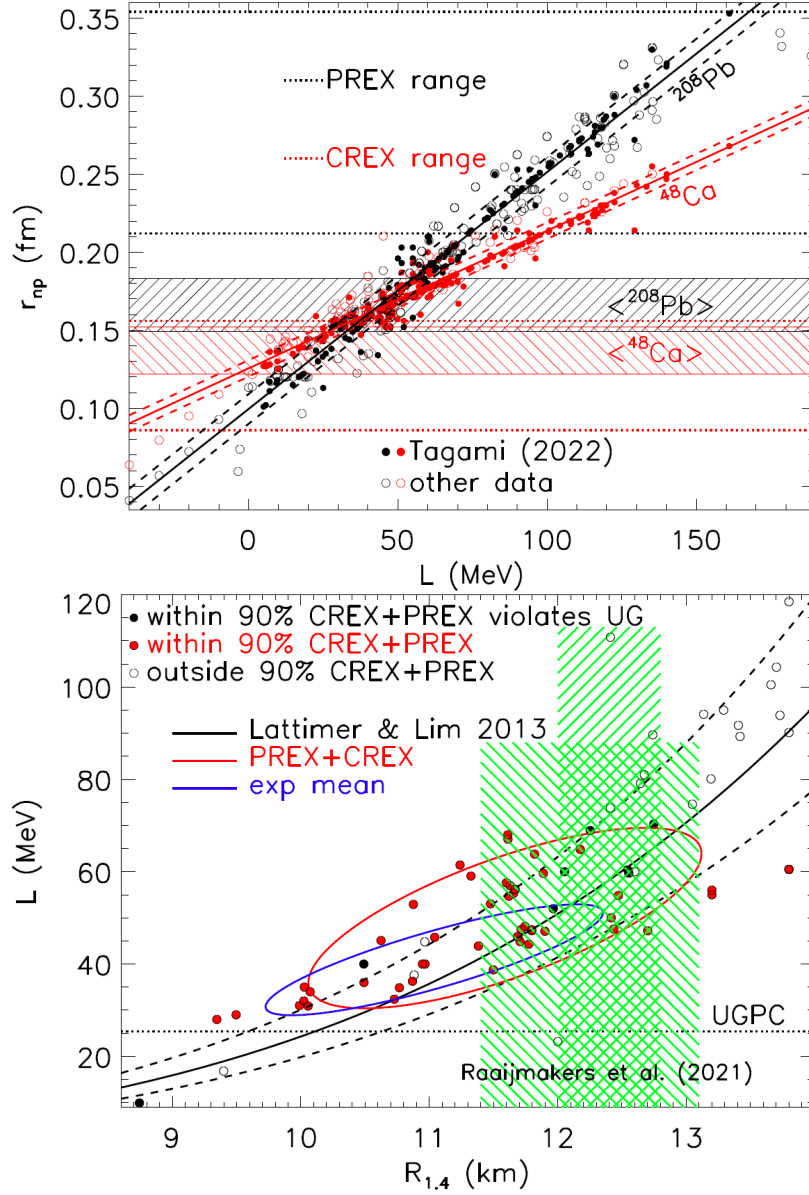 0.35
0.30
0.25
0.20
0.15
0.10
0.05
r_np (fm)
PREX range
CREX range
208Pb
48Ca
<208Pb>
<48Ca>
Tagami (2022)
other data
0 50 100 150
L (MeV)
120
100
80
60
40
20
L (MeV)
within 90% CREX+PREX violates UG
within 90% CREX+PREX
outside 90% CREX+PREX
Lattimer & Lim 2013
PREX+CREX
exp mean
UGPC
Raaijmakers et al. (2021)
9 10 11 12 13
R_1.4 (km)